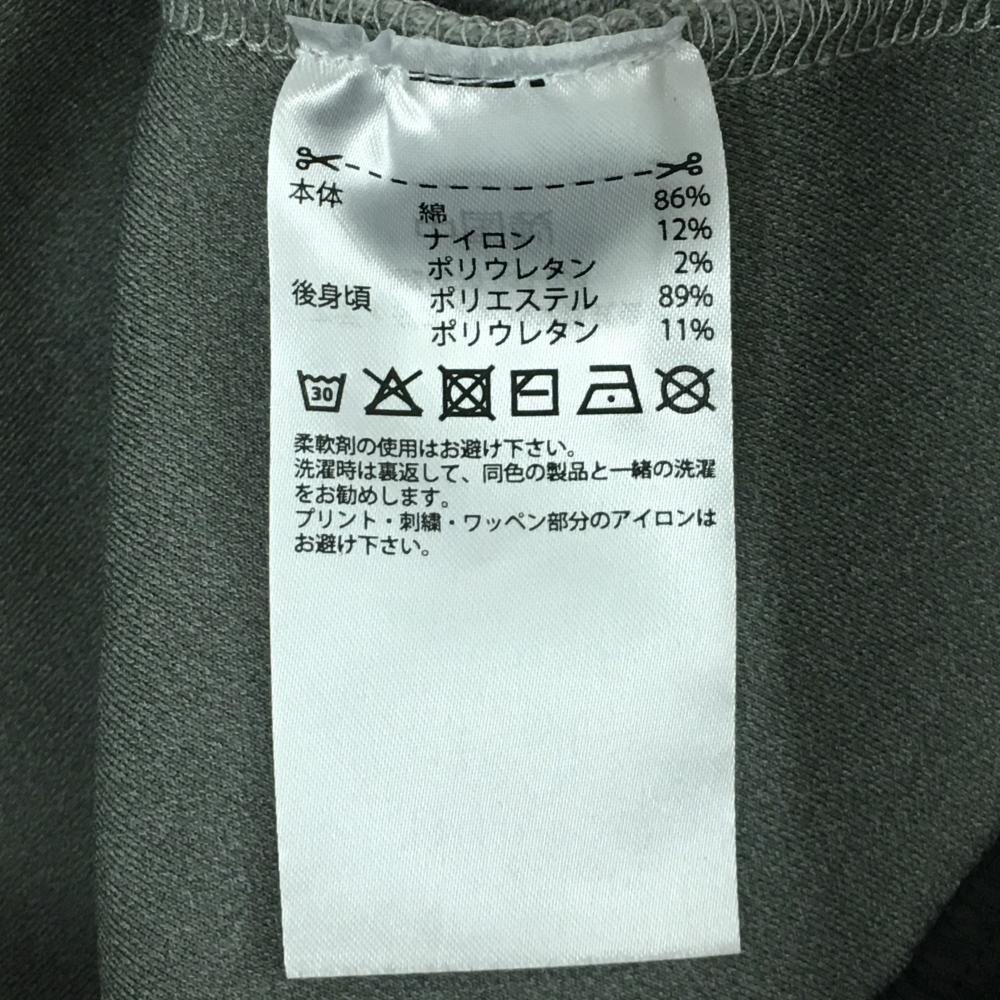 本体 綿 86%
ナイロン 12%
ポリウレタン 2%
後身頃 ポリエステル 89%
ポリウレタン 11%
30
柔軟剤の使用はお避け下さい。
洗濯時は裏返して、同色の製品と一緒の洗濯
をお勧めします。
プリント・刺繍・ワッペン部分のアイロンは
お避け下さい。